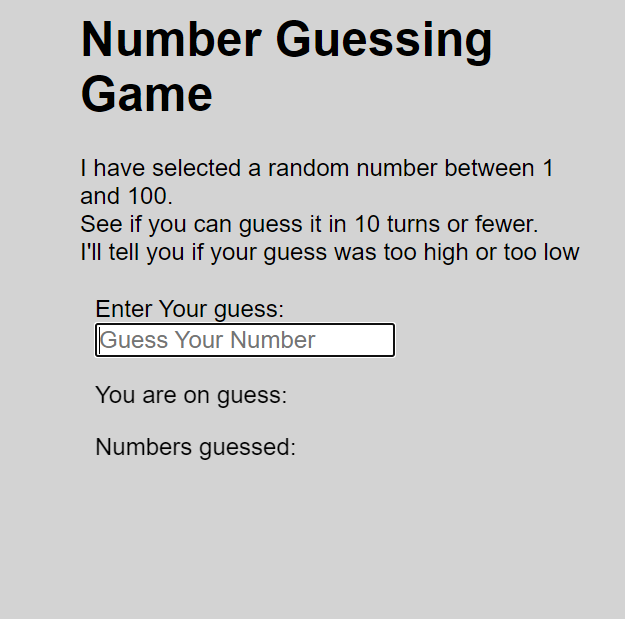 Number Guessing
Game
I have selected a random number between 1
and 100.
See if you can guess it in 10 turns or fewer.
I'll tell you if your guess was too high or too low
Enter Your guess:
Guess Your Number
You are on guess:
Numbers guessed: